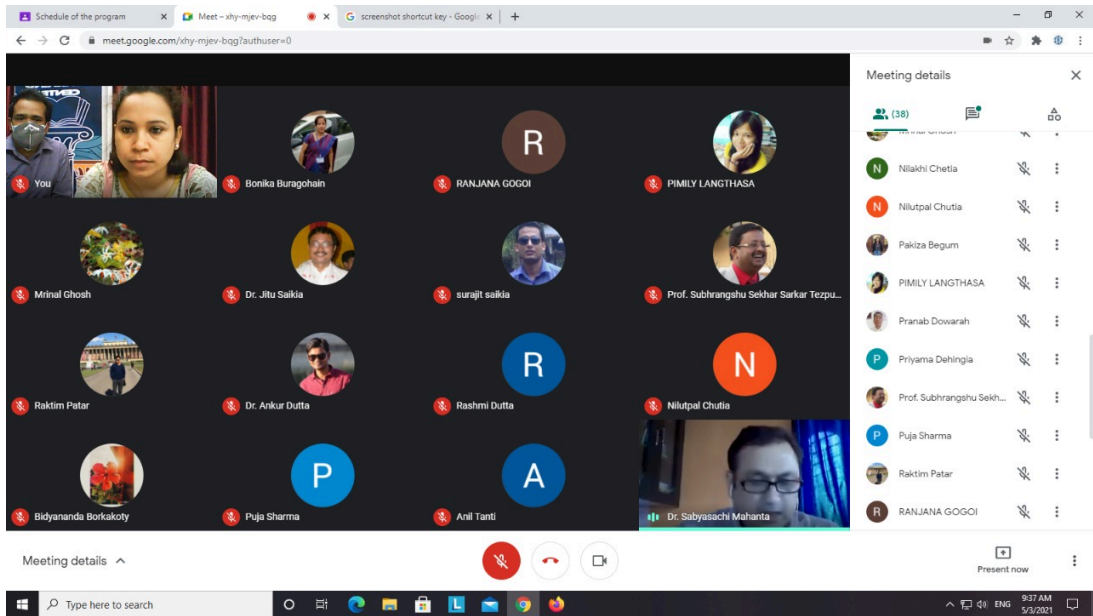 Schedule of the program
Meet – xhy-mjev-bqg
screenshot shortcut key - Google
meet.google.com/xhy-mjev-bqg?authuser=0
You
Bonika Buragohain
RANJANA GOGOI
PIMILY LANGTHASA
Mrinal Ghosh
Dr. Jitu Saikia
surajit saikia
Prof. Subhrangshu Sekhar Sarkar Tezpu...
Raktim Patar
Dr. Ankur Dutta
Rashmi Dutta
Nilutpal Chutia
Bidyananda Borkakoty
Puja Sharma
Anil Tanti
Dr. Sabyasachi Mahanta
R
R
N
P
A
Meeting details
(38)
Mrinal Ghosh
N Nilakhi Chetia
N Nilutpal Chutia
Pakiza Begum
PIMILY LANGTHASA
Pranab Dowarah
P Priyama Dehingia
Prof. Subhrangshu Sekh...
P Puja Sharma
Raktim Patar
R RANJANA GOGOI
Meeting details
Present now
Type here to search
L
ENG
9:37 AM
5/3/2021